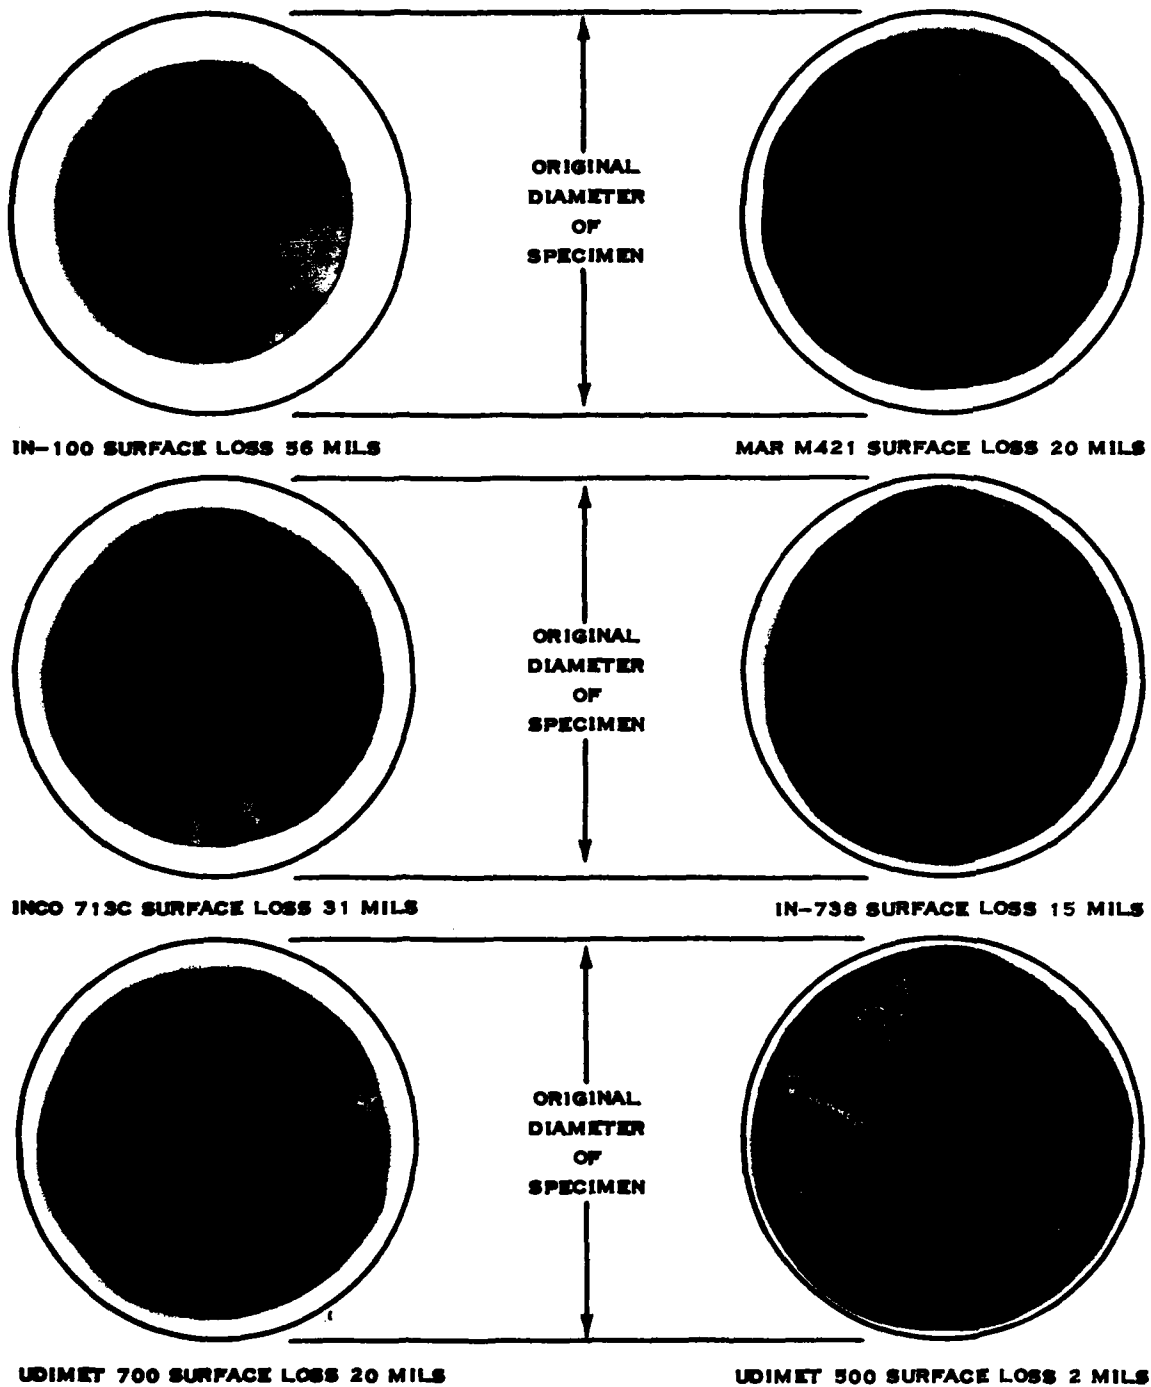 ORIGINAL
DIAMETER
OF
SPECIMEN
IN-100 SURFACE LOSS 56 MILS
MAR M421 SURFACE LOSS 20 MILS
ORIGINAL
DIAMETER
OF
SPECIMEN
INCO 713C SURFACE LOSS 31 MILS
IN-738 SURFACE LOSS 15 MILS
ORIGINAL
DIAMETER
OF
SPECIMEN
UDIMET 700 SURFACE LOSS 20 MILS
UDIMET 500 SURFACE LOSS 2 MILS